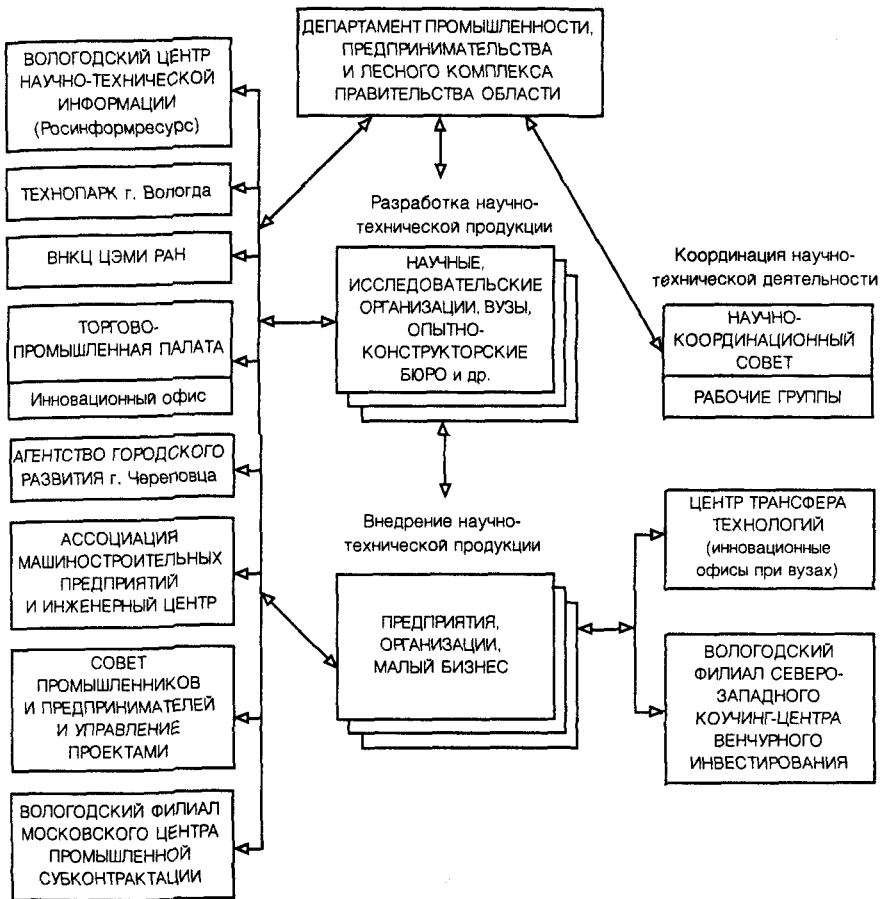 ДЕПАРТАМЕНТ ПРОМЫШЛЕННОСТИ,
ПРЕДПРИНИМАТЕЛЬСТВА
И ЛЕСНОГО КОМПЛЕКСА
ПРАВИТЕЛЬСТВА ОБЛАСТИ
ВОЛОГОДСКИЙ ЦЕНТР
НАУЧНО-ТЕХНИЧЕСКОЙ
ИНФОРМАЦИИ
(Росинформресурс)
ТЕХНОПАРК г. Вологда
ВНКЦ ЦЭМИ РАН
ТОРГОВО-
ПРОМЫШЛЕННАЯ ПАЛАТА
Инновационный офис
АГЕНТСТВО ГОРОДСКОГО
РАЗВИТИЯ г. Череповца
АССОЦИАЦИЯ
МАШИНОСТРОИТЕЛЬНЫХ
ПРЕДПРИЯТИЙ
И ИНЖЕНЕРНЫЙ ЦЕНТР
СОВЕТ
ПРОМЫШЛЕННИКОВ
И ПРЕДПРИНИМАТЕЛЕЙ
И УПРАВЛЕНИЕ
ПРОЕКТАМИ
ВОЛОГОДСКИЙ ФИЛИАЛ
МОСКОВСКОГО ЦЕНТРА
ПРОМЫШЛЕННОЙ
СУБКОНТРАКТАЦИИ
Разработка научно-
технической продукции
НАУЧНЫЕ,
ИССЛЕДОВАТЕЛЬСКИЕ
ОРГАНИЗАЦИИ, ВУЗЫ,
ОПЫТНО-
КОНСТРУКТОРСКИЕ
БЮРО и др.
Внедрение научно-
технической продукции
ПРЕДПРИЯТИЯ,
ОРГАНИЗАЦИИ,
МАЛЫЙ БИЗНЕС
Координация научно-
технической деятельности
НАУЧНО-
КООРДИНАЦИОННЫЙ
СОВЕТ
РАБОЧИЕ ГРУППЫ
ЦЕНТР ТРАНСФЕРА
ТЕХНОЛОГИЙ
(инновационные
офисы при вузах)
ВОЛОГОДСКИЙ
ФИЛИАЛ СЕВЕРО-
ЗАПАДНОГО
КОУЧИНГ-ЦЕНТРА
ВЕНЧУРНОГО
ИНВЕСТИРОВАНИЯ